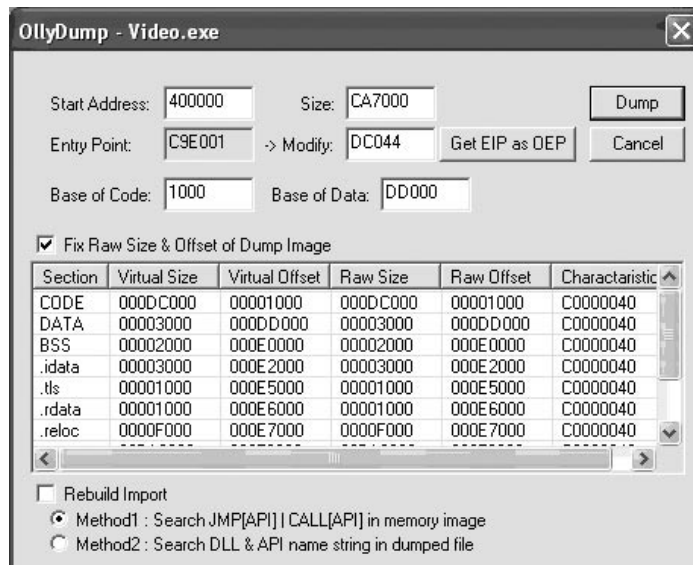 OllyDump - Video.exe
Start Address: 400000 Size: CA7000 Dump
Entry Point: C9E001 -> Modify: DC044 Get EIP as OEP Cancel
Base of Code: 1000 Base of Data: DD000
Fix Raw Size & Offset of Dump Image
Section Virtual Size Virtual Offset Raw Size Raw Offset Charactaristic
CODE 000DC000 00001000 000DC000 00001000 C0000040
DATA 00003000 000DD000 00003000 000DD000 C0000040
BSS 00002000 000E0000 00002000 000E0000 C0000040
.idata 00003000 000E2000 00003000 000E2000 C0000040
.tls 00001000 000E5000 00001000 000E5000 C0000040
.rdata 00001000 000E6000 00001000 000E6000 C0000040
.reloc 0000F000 000E7000 0000F000 000E7000 C0000040
Rebuild Import
Method1 : Search JMP[API] | CALL[API] in memory image
Method2 : Search DLL & API name string in dumped file